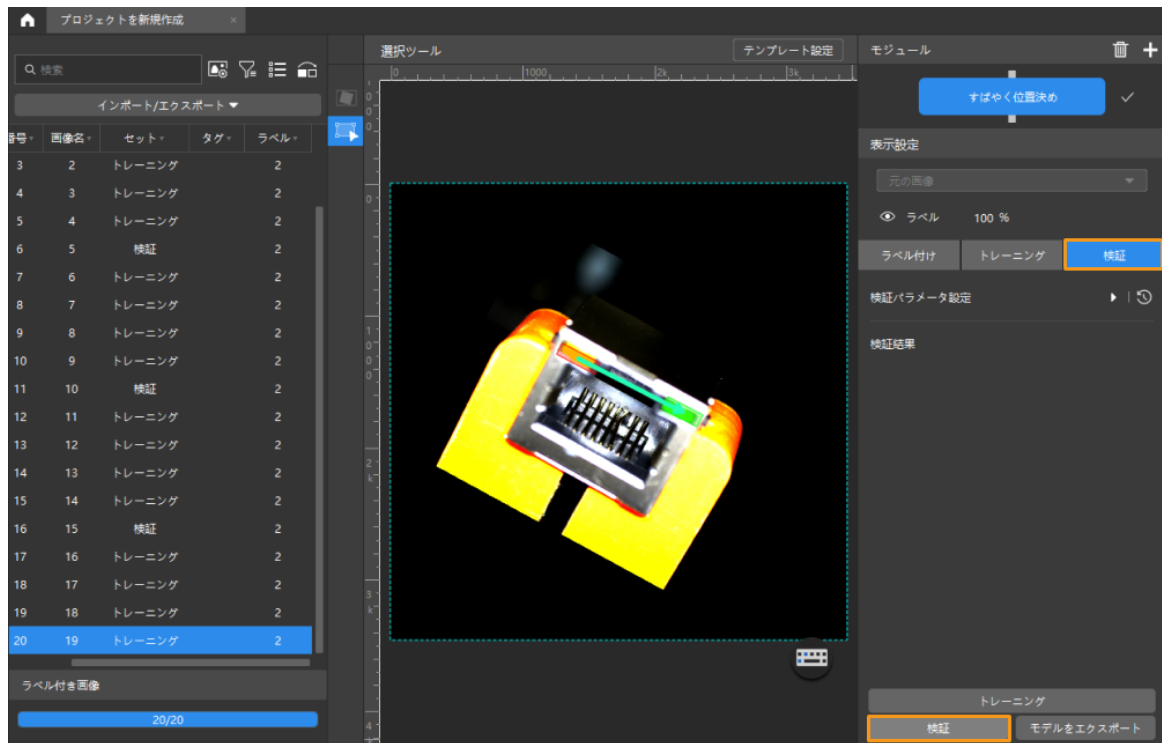 プロジェクトを新規作成 ×
検索
インポート/エクスポート
番号 画像名 セット タグ ラベル
3 2 トレーニング 2
4 3 トレーニング 2
5 4 トレーニング 2
6 5 検証 2
7 6 トレーニング 2
8 7 トレーニング 2
9 8 トレーニング 2
10 9 トレーニング 2
11 10 検証 2
12 11 トレーニング 2
13 12 トレーニング 2
14 13 トレーニング 2
15 14 トレーニング 2
16 15 検証 2
17 16 トレーニング 2
18 17 トレーニング 2
19 18 トレーニング 2
20 19 トレーニング 2
ラベル付き画像
20/20
選択ツール
テンプレート設定
0 1000 2k 3k
0
1000
2k
3k
4k
モジュール
すばやく位置決め
表示設定
元の画像
ラベル 100 %
ラベル付け トレーニング 検証
検証パラメータ設定
検証結果
トレーニング
検証 モデルをエクスポート